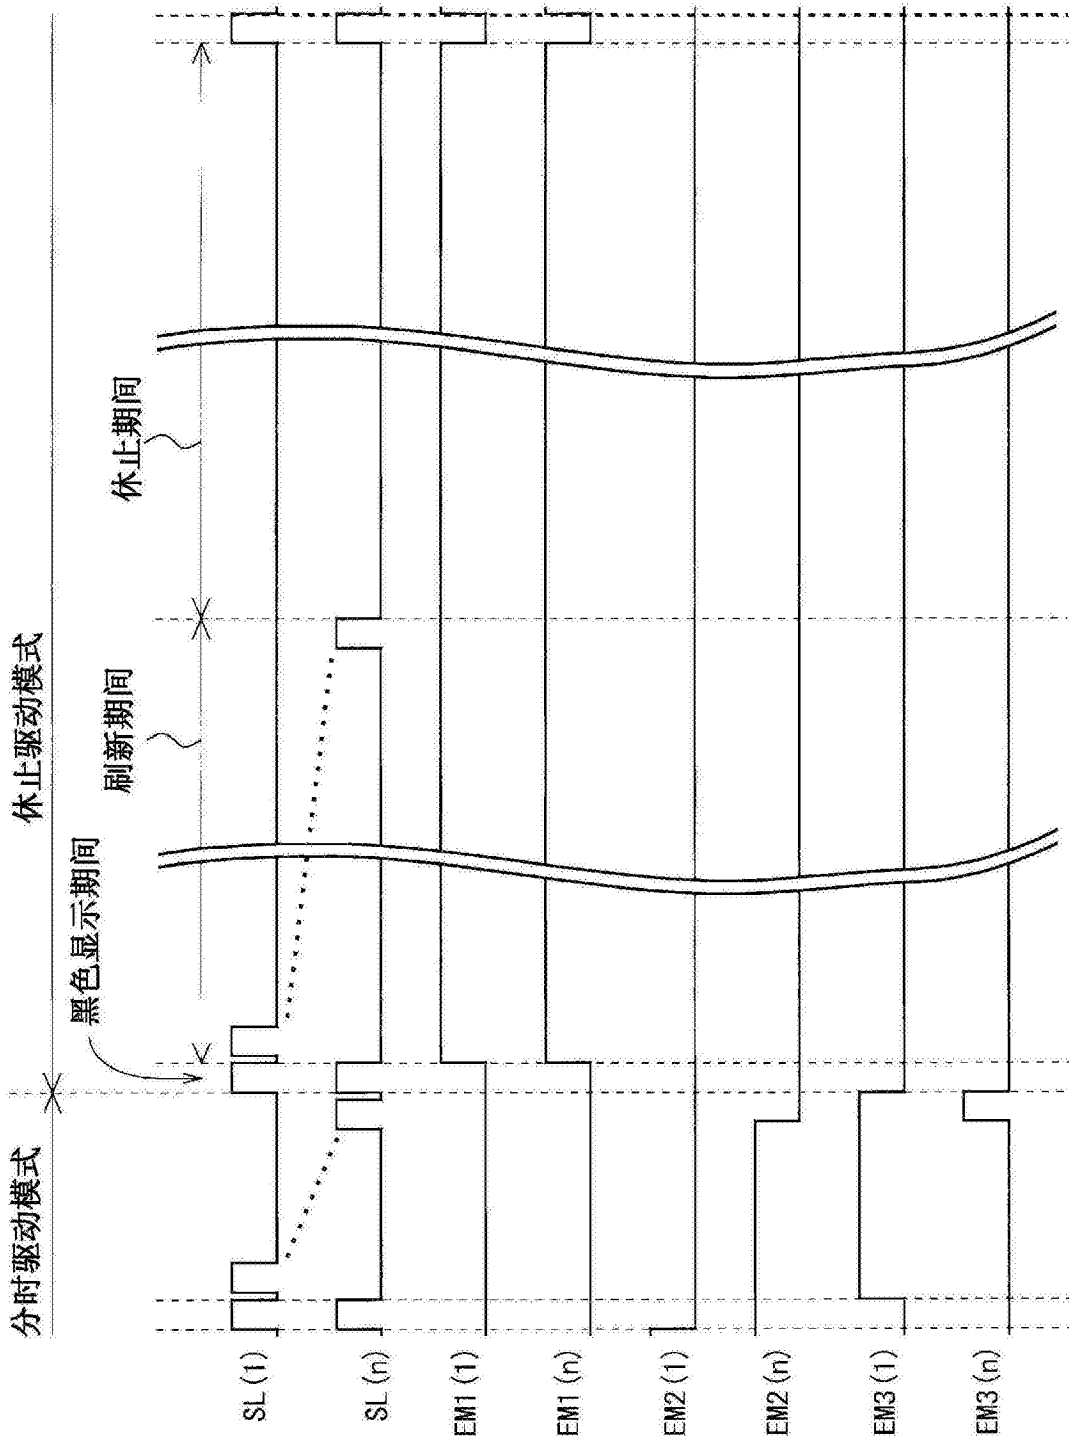 分时驱动模式
休止驱动模式
黑色显示期间
刷新期间
休止期间
SL(1)
SL(n)
EM1(1)
EM1(n)
EM2(1)
EM2(n)
EM3(1)
EM3(n)